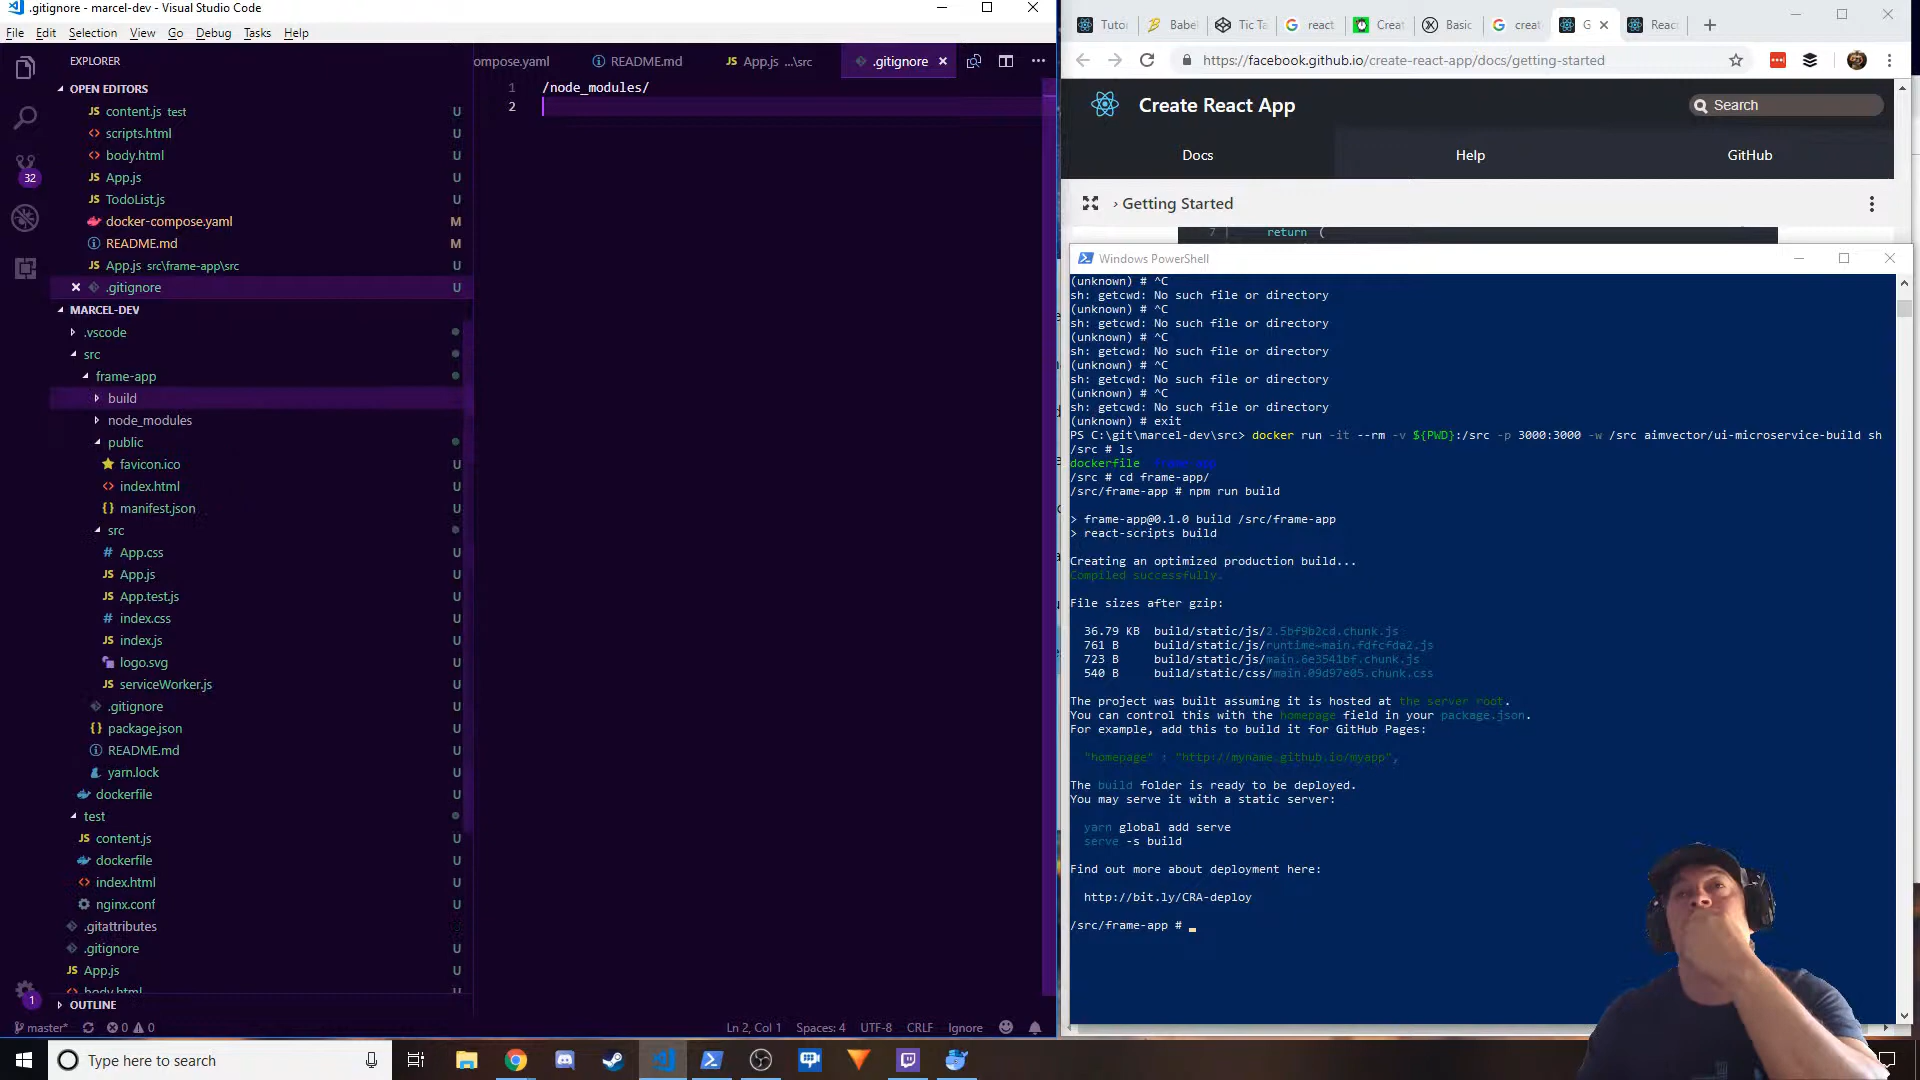 .gitignore - marcel-dev - Visual Studio Code
File Edit Selection View Go Debug Tasks Help
EXPLORER
OPEN EDITORS
content.js test U
scripts.html U
body.html U
App.js U
TodoList.js U
docker-compose.yaml M
README.md M
App.js src\frame-app\src U
.gitignore U
MARCEL-DEV
.vscode
src
frame-app
build
node_modules
public
favicon.ico U
index.html U
manifest.json U
src
App.css U
App.js U
App.test.js U
index.css U
index.js U
logo.svg U
serviceWorker.js U
.gitignore U
package.json U
README.md U
yarn.lock U
dockerfile U
test
content.js U
dockerfile U
index.html U
nginx.conf U
.gitattributes U
.gitignore U
App.js U
body.html U
OUTLINE
32
1
ompose.yaml README.md App.js ...\src .gitignore
1 /node_modules/
2
master* 0 0 Ln 2, Col 1 Spaces: 4 UTF-8 CRLF Ignore
Tutor Babel Tic Ta react Creat Basic creat G React
https://facebook.github.io/create-react-app/docs/getting-started
Create React App
Search
Docs Help GitHub
› Getting Started
7 return (
Windows PowerShell
(unknown) # ^C
sh: getcwd: No such file or directory
(unknown) # ^C
sh: getcwd: No such file or directory
(unknown) # ^C
sh: getcwd: No such file or directory
(unknown) # ^C
sh: getcwd: No such file or directory
(unknown) # ^C
sh: getcwd: No such file or directory
(unknown) # exit
PS C:\git\marcel-dev\src> docker run -it --rm -v ${PWD}:/src -p 3000:3000 -w /src aimvector/ui-microservice-build sh
/src # ls
dockerfile frame-app
/src # cd frame-app/
/src/frame-app # npm run build
> frame-app@0.1.0 build /src/frame-app
> react-scripts build
Creating an optimized production build...
Compiled successfully.
File sizes after gzip:
36.79 KB build/static/js/2.5bf9b2cd.chunk.js
761 B build/static/js/runtime~main.fdfcfda2.js
723 B build/static/js/main.6e3541bf.chunk.js
540 B build/static/css/main.09d97e05.chunk.css
The project was built assuming it is hosted at the server root.
You can control this with the homepage field in your package.json.
For example, add this to build it for GitHub Pages:
"homepage" : "http://myname.github.io/myapp",
The build folder is ready to be deployed.
You may serve it with a static server:
yarn global add serve
serve -s build
Find out more about deployment here:
http://bit.ly/CRA-deploy
/src/frame-app #
Type here to search